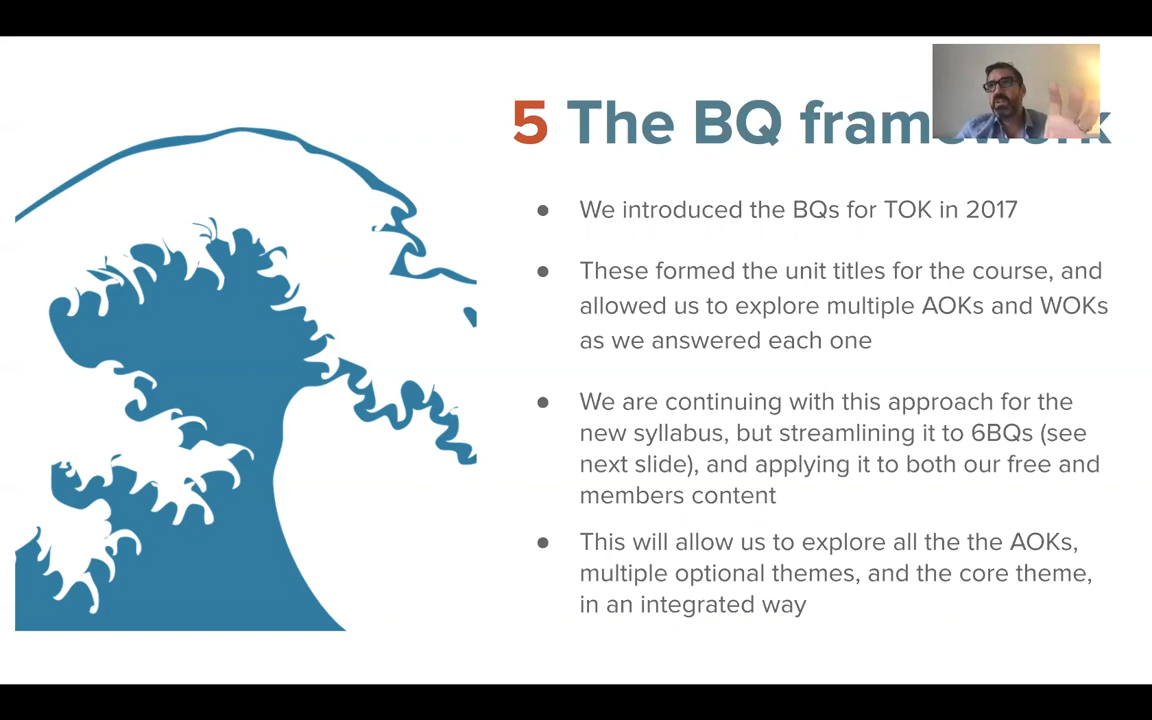 5 The BQ framework
We introduced the BQs for TOK in 2017
These formed the unit titles for the course, and
allowed us to explore multiple AOKs and WOKs
as we answered each one
We are continuing with this approach for the
new syllabus, but streamlining it to 6BQs (see
next slide), and applying it to both our free and
members content
This will allow us to explore all the the AOKs,
multiple optional themes, and the core theme,
in an integrated way